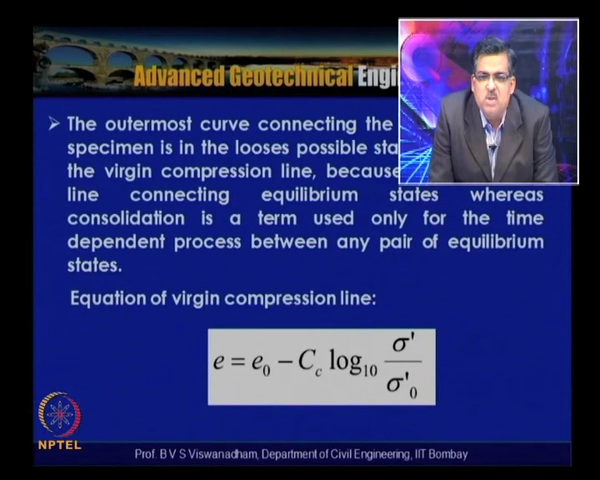 Advanced Geotechnical Engi
➢ The outermost curve connecting the
specimen is in the looses possible sta
the virgin compression line, because
line connecting equilibrium states whereas
consolidation is a term used only for the time
dependent process between any pair of equilibrium
states.
Equation of virgin compression line:
e = e₀ − C_c log₁₀ σ'/σ'₀
NPTEL
Prof. B V S Viswanadham, Department of Civil Engineering, IIT Bombay